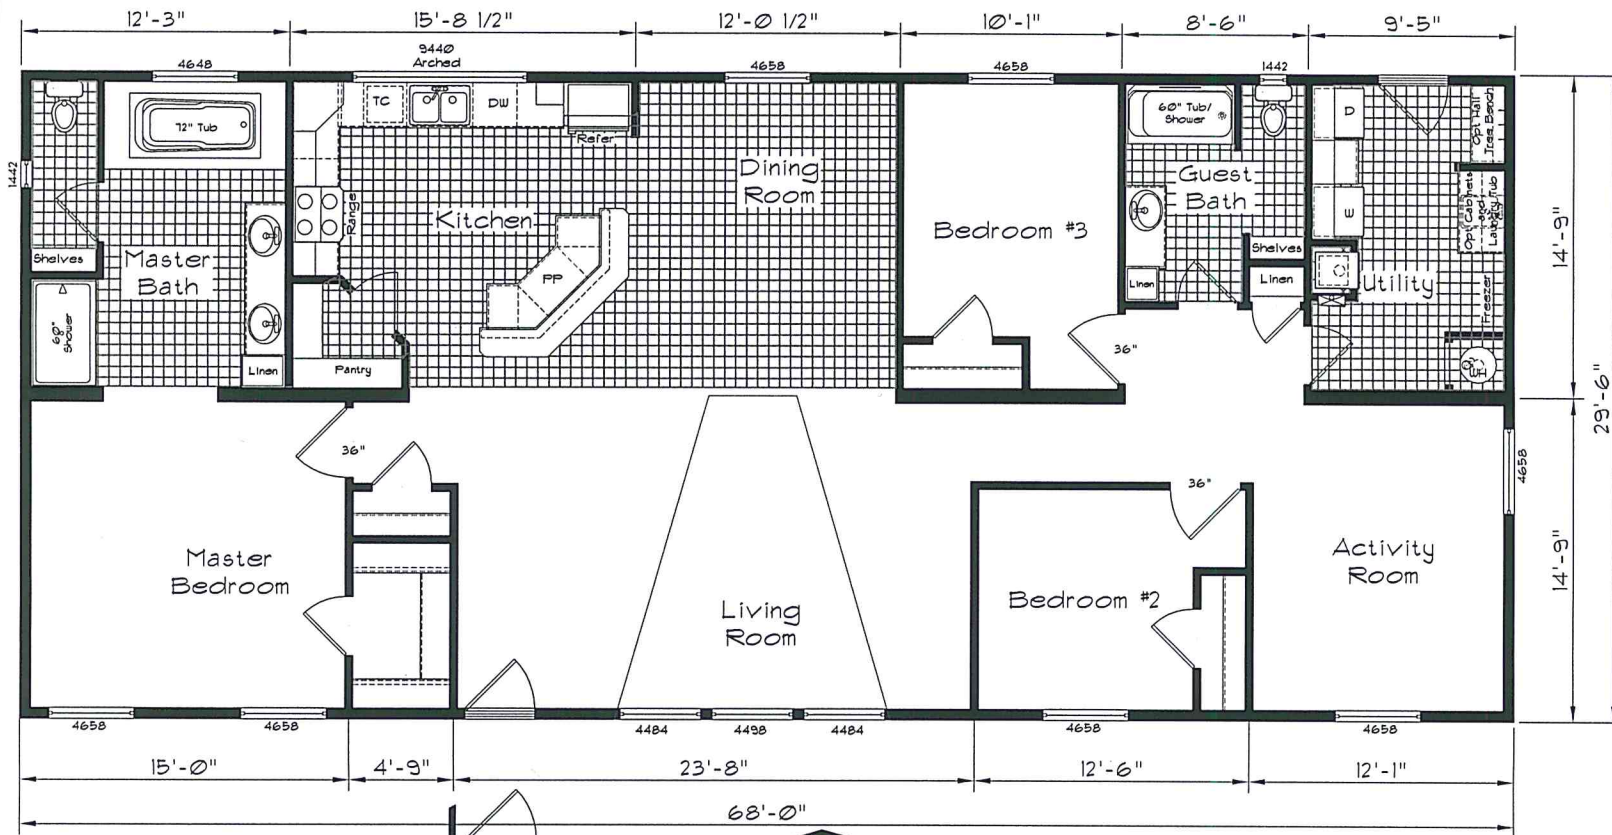 12'-3"
15'-8 1/2"
12'-0 1/2"
10'-1"
8'-6"
9'-5"
4648
9440
Arched
4658
4658
1442
TC
DW
Refer
72" Tub
1442
Shelves
Master
Bath
60"
Shower
Linen
Range
Kitchen
PP
Pantry
Dining
Room
Bedroom #3
36"
60" Tub/
Shower
Guest
Bath
Shelves
Linen
Linen
D
W
Opt Hall
Tree Bench
Opt Cabinets
and
Laundry Tub
Utility
Freezer
14'-9"
29'-6"
36"
36"
4658
Master
Bedroom
Living
Room
Bedroom #2
Activity
Room
14'-9"
4658
4658
4484
4498
4484
4658
4658
15'-0"
4'-9"
23'-8"
12'-6"
12'-1"
68'-0"